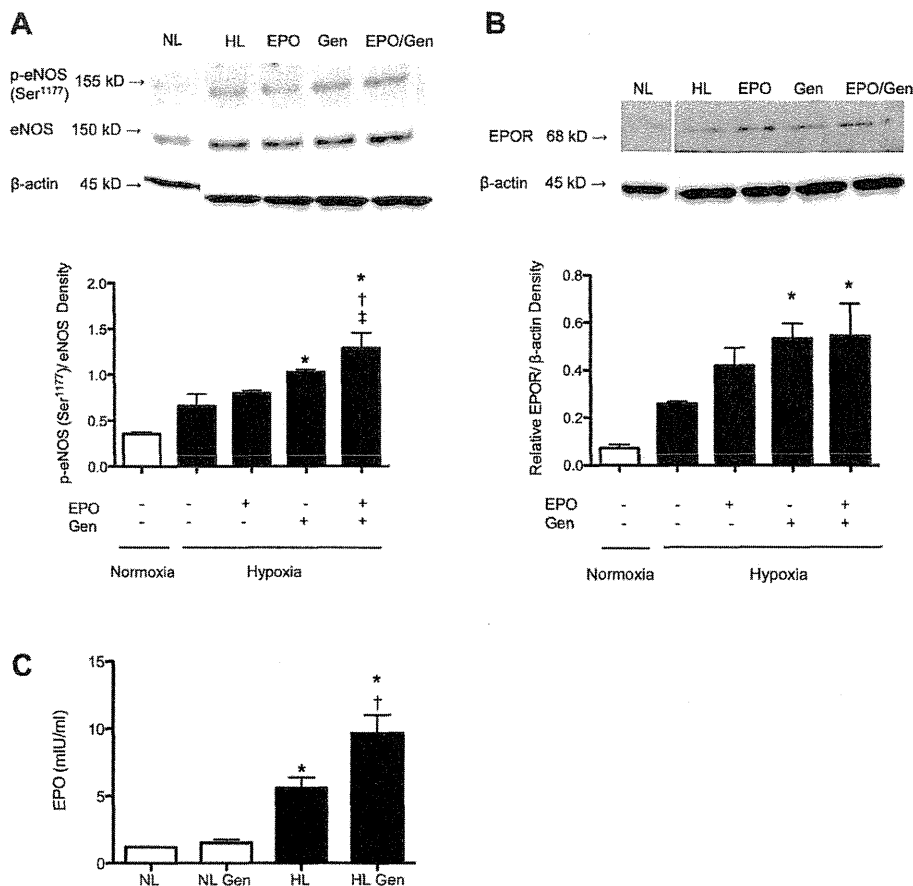 A
NL HL EPO Gen EPO/Gen
p-eNOS 155 kD →
(Ser1177)
eNOS 150 kD →
β-actin 45 kD →
p-eNOS (Ser1177)/ eNOS Density
2.0
1.5
1.0
0.5
0.0
*
*
†
‡
EPO - - + - +
Gen - - - + +
Normoxia Hypoxia
B
NL HL EPO Gen EPO/Gen
EPOR 68 kD →
β-actin 45 kD →
Relative EPOR/ β-actin Density
0.8
0.6
0.4
0.2
0.0
* *
EPO - - + - +
Gen - - - + +
Normoxia Hypoxia
C
EPO (mIU/ml)
15
10
5
0
*
*
†
NL NL Gen HL HL Gen